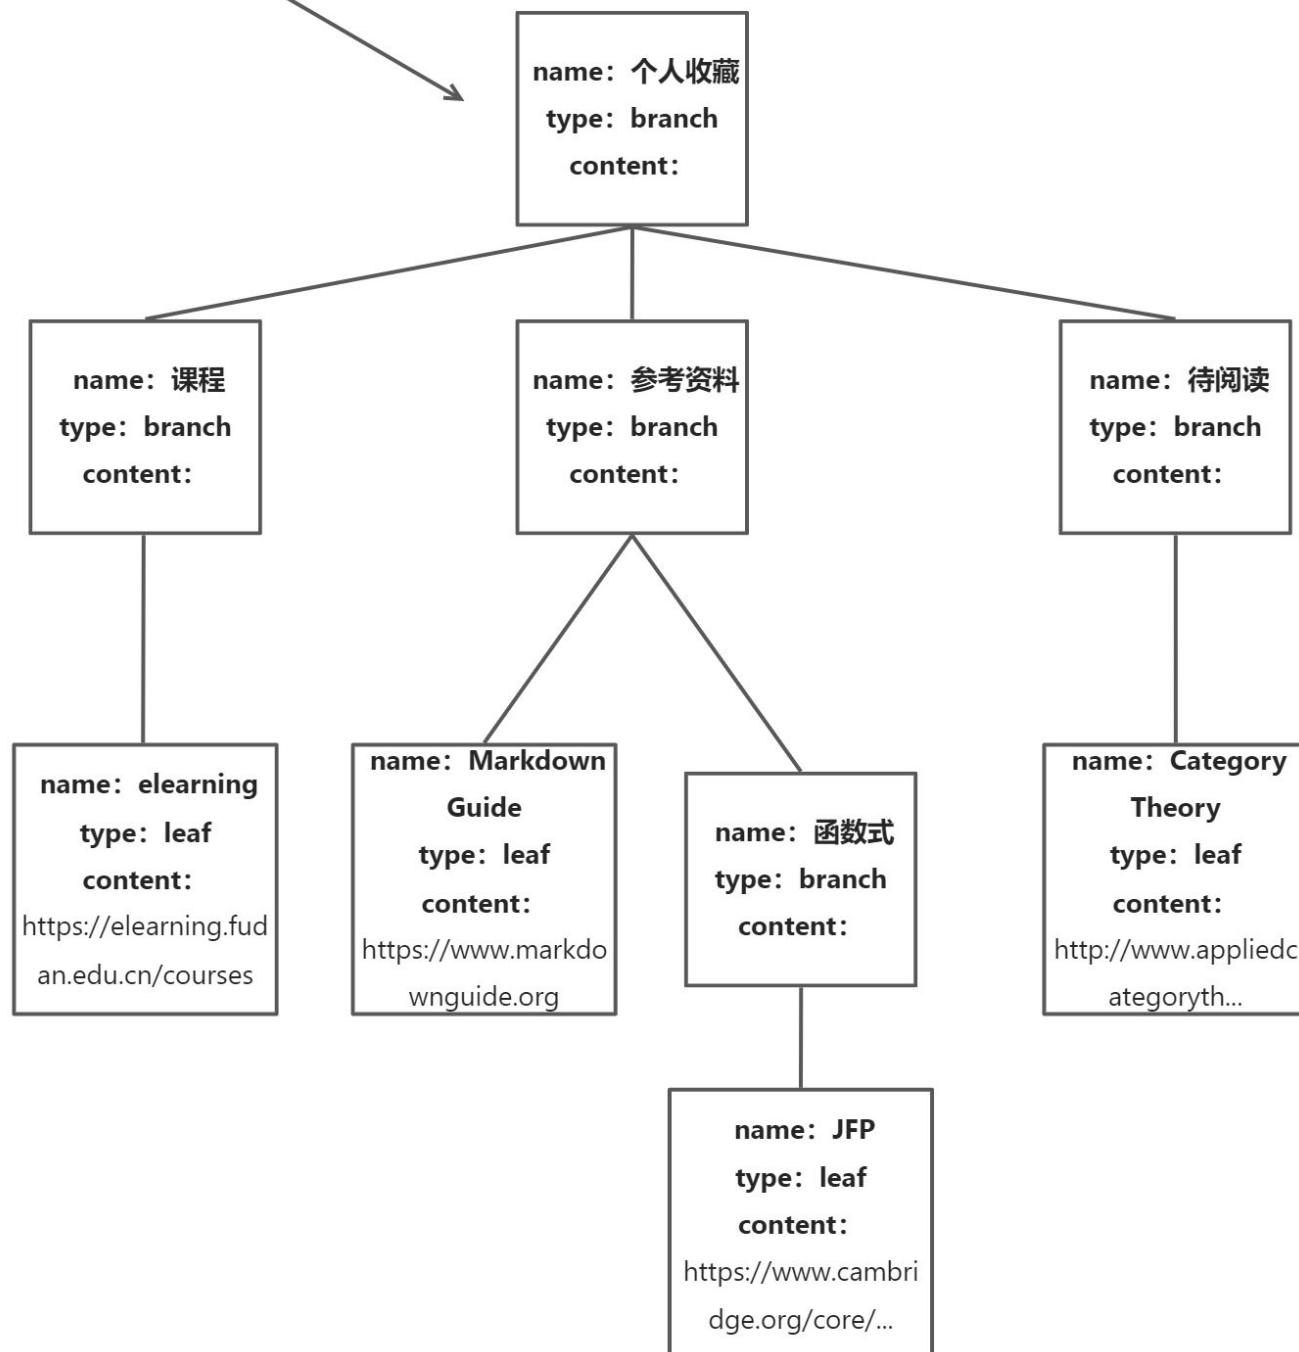 name：个人收藏
type：branch
content：
name：课程
type：branch
content：
name：参考资料
type：branch
content：
name：待阅读
type：branch
content：
name：elearning
type：leaf
content：
https://elearning.fud
an.edu.cn/courses
name：Markdown
Guide
type：leaf
content：
https://www.markdo
wnguide.org
name：函数式
type：branch
content：
name：Category
Theory
type：leaf
content：
http://www.appliedc
ategoryth...
name：JFP
type：leaf
content：
https://www.cambri
dge.org/core/...